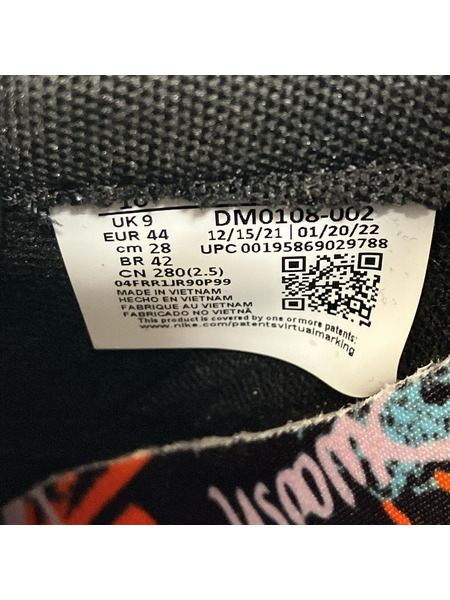 10
UK 9
EUR 44
cm 28
BR 42
CN 280(2.5)
DM0108-002
12/15/21 | 01/20/22
UPC 00195869029788
04FRR1JR90P99
MADE IN VIETNAM
HECHO EN VIETNAM
FABRIQUE AU VIETNAM
FABRICADO NO VIETNÃ
This product is covered by one or more patents:
www.nike.com/patentsvirtualmarking
Swoosh